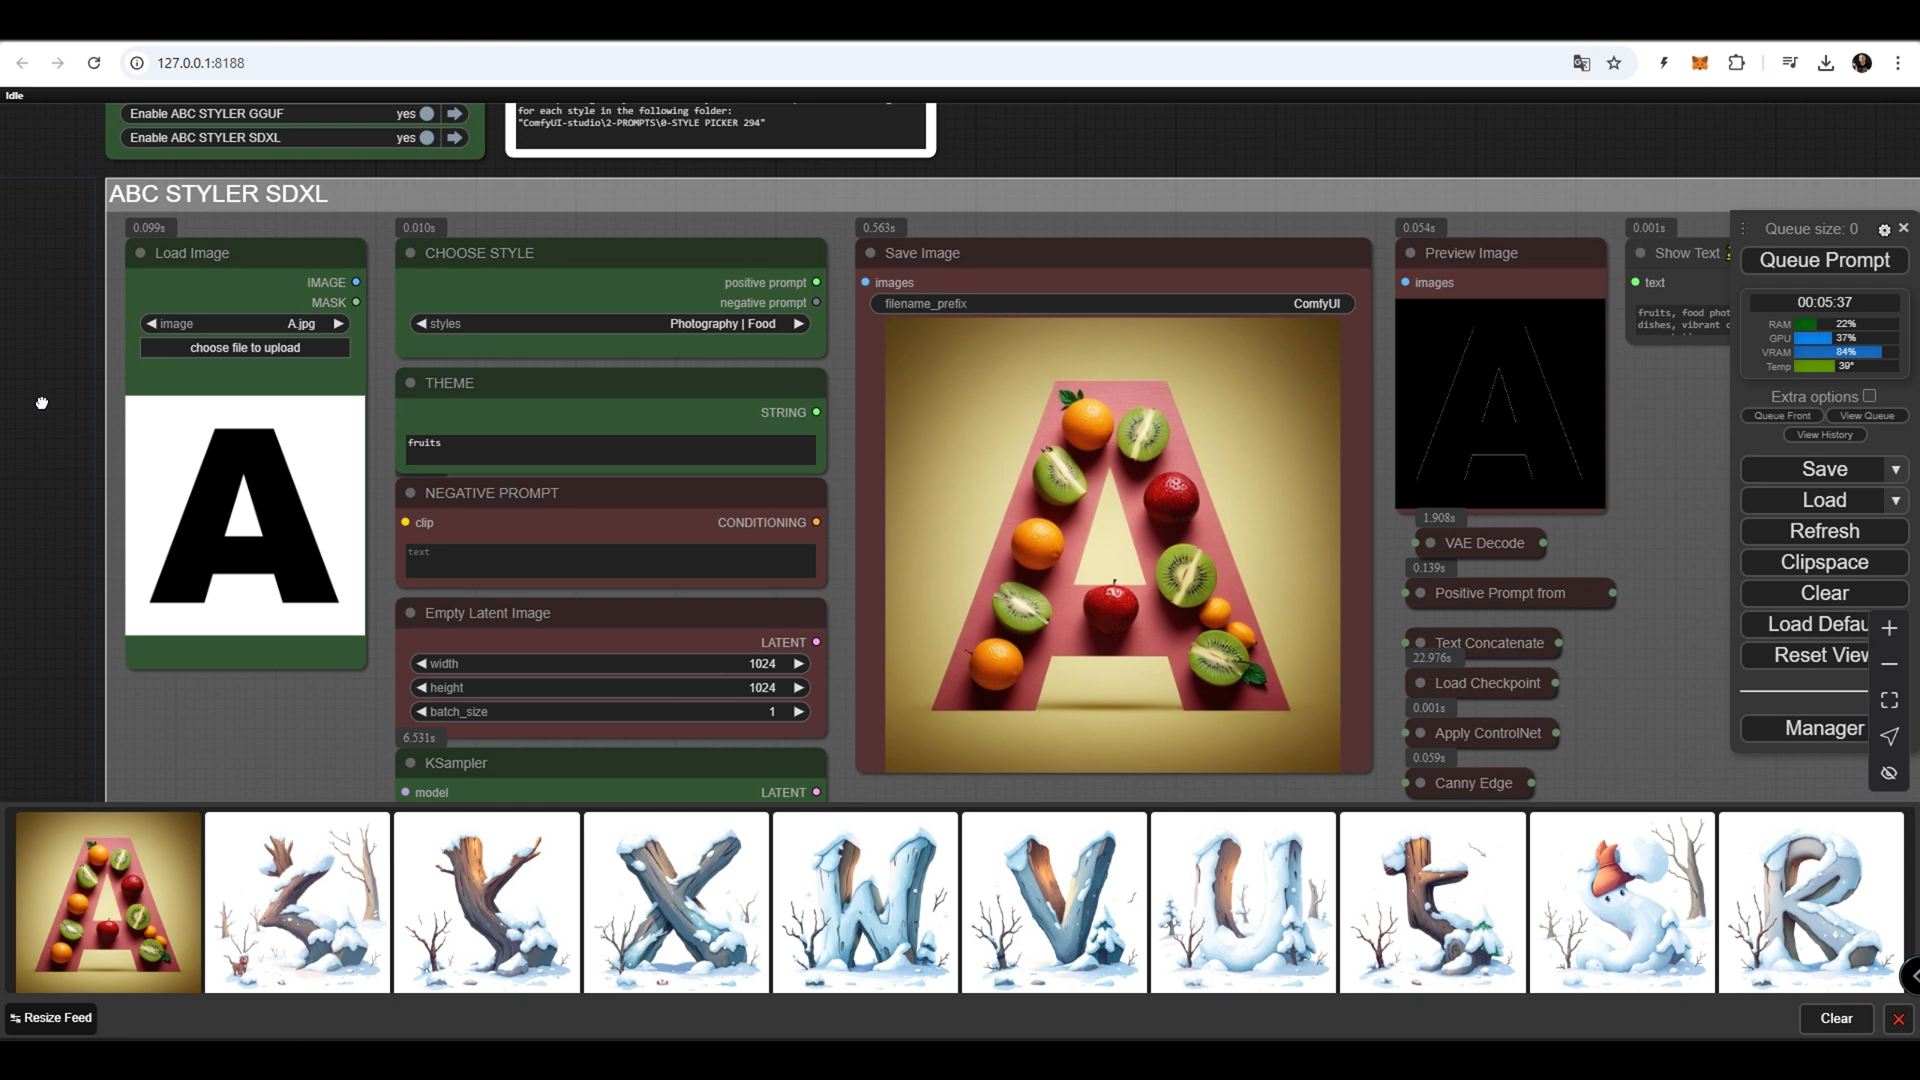 127.0.0.1:8188
Idle
Enable ABC STYLER GGUF yes
Enable ABC STYLER SDXL yes
for each style in the following folder:
"ComfyUI-studio\2-PROMPTS\0-STYLE PICKER 294"
ABC STYLER SDXL
0.099s
Load Image
IMAGE
MASK
image A.jpg
choose file to upload
A
0.010s
CHOOSE STYLE
positive prompt
negative prompt
styles Photography | Food
THEME
STRING
fruits
NEGATIVE PROMPT
clip CONDITIONING
text
Empty Latent Image
LATENT
width 1024
height 1024
batch_size 1
6.531s
KSampler
model LATENT
0.563s
Save Image
images
filename_prefix ComfyUI
A
0.054s
Preview Image
images
A
1.908s
VAE Decode
0.139s
Positive Prompt from
Text Concatenate
22.976s
Load Checkpoint
0.001s
Apply ControlNet
0.059s
Canny Edge
0.001s
Show Text
text
fruits, food phot
dishes, vibrant c
Queue size: 0
Queue Prompt
00:05:37
RAM 22%
GPU 37%
VRAM 84%
Temp 39°
Extra options
Queue Front View Queue
View History
Save
Load
Refresh
Clipspace
Clear
Load Defau
Reset View
Manager
A Z Y X W V U T S R
Resize Feed
Clear